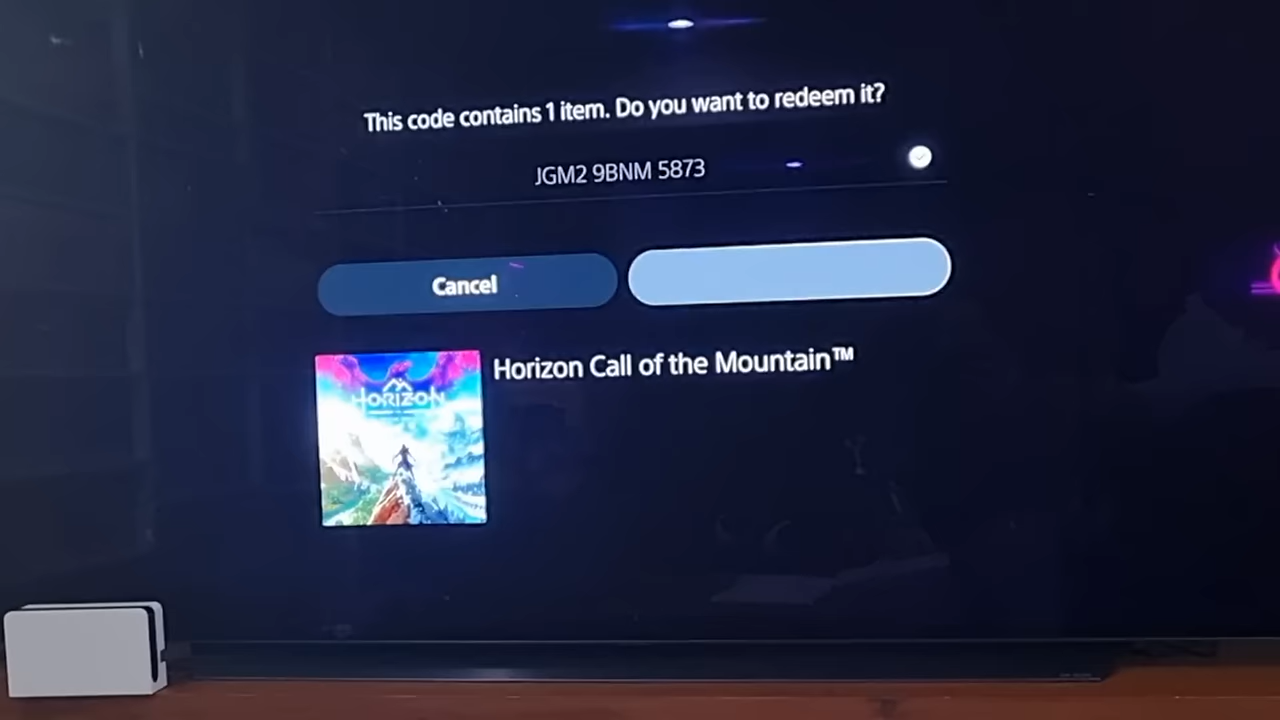 This code contains 1 item. Do you want to redeem it?
JGM2 9BNM 5873
Cancel
Horizon Call of the Mountain™
HORIZON